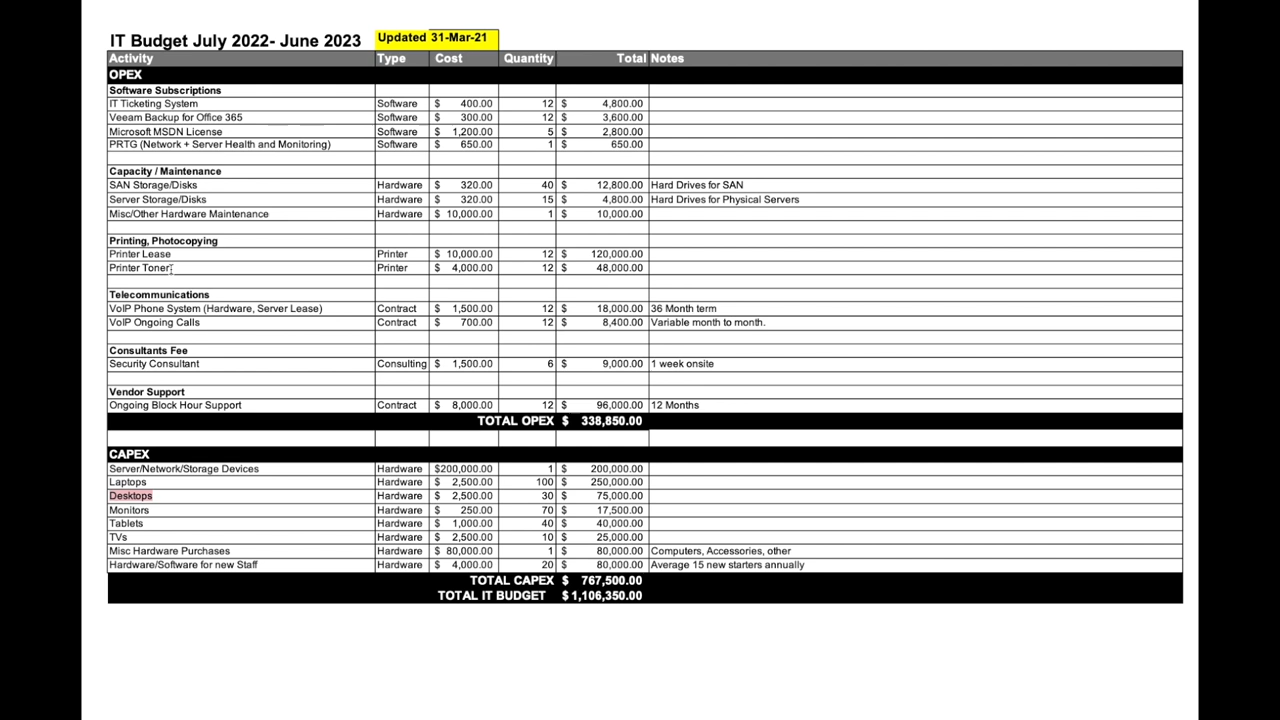 IT Budget July 2022- June 2023 Updated 31-Mar-21
Activity Type Cost Quantity Total Notes
OPEX
Software Subscriptions
IT Ticketing System Software $ 400.00 12 $ 4,800.00
Veeam Backup for Office 365 Software $ 300.00 12 $ 3,600.00
Microsoft MSDN License Software $ 1,200.00 5 $ 2,800.00
PRTG (Network + Server Health and Monitoring) Software $ 650.00 1 $ 650.00
Capacity / Maintenance
SAN Storage/Disks Hardware $ 320.00 40 $ 12,800.00 Hard Drives for SAN
Server Storage/Disks Hardware $ 320.00 15 $ 4,800.00 Hard Drives for Physical Servers
Misc/Other Hardware Maintenance Hardware $ 10,000.00 1 $ 10,000.00
Printing, Photocopying
Printer Lease Printer $ 10,000.00 12 $ 120,000.00
Printer Toner Printer $ 4,000.00 12 $ 48,000.00
Telecommunications
VoIP Phone System (Hardware, Server Lease) Contract $ 1,500.00 12 $ 18,000.00 36 Month term
VoIP Ongoing Calls Contract $ 700.00 12 $ 8,400.00 Variable month to month.
Consultants Fee
Security Consultant Consulting $ 1,500.00 6 $ 9,000.00 1 week onsite
Vendor Support
Ongoing Block Hour Support Contract $ 8,000.00 12 $ 96,000.00 12 Months
TOTAL OPEX $ 338,850.00
CAPEX
Server/Network/Storage Devices Hardware $200,000.00 1 $ 200,000.00
Laptops Hardware $ 2,500.00 100 $ 250,000.00
Desktops Hardware $ 2,500.00 30 $ 75,000.00
Monitors Hardware $ 250.00 70 $ 17,500.00
Tablets Hardware $ 1,000.00 40 $ 40,000.00
TVs Hardware $ 2,500.00 10 $ 25,000.00
Misc Hardware Purchases Hardware $ 80,000.00 1 $ 80,000.00 Computers, Accessories, other
Hardware/Software for new Staff Hardware $ 4,000.00 20 $ 80,000.00 Average 15 new starters annually
TOTAL CAPEX $ 767,500.00
TOTAL IT BUDGET $ 1,106,350.00